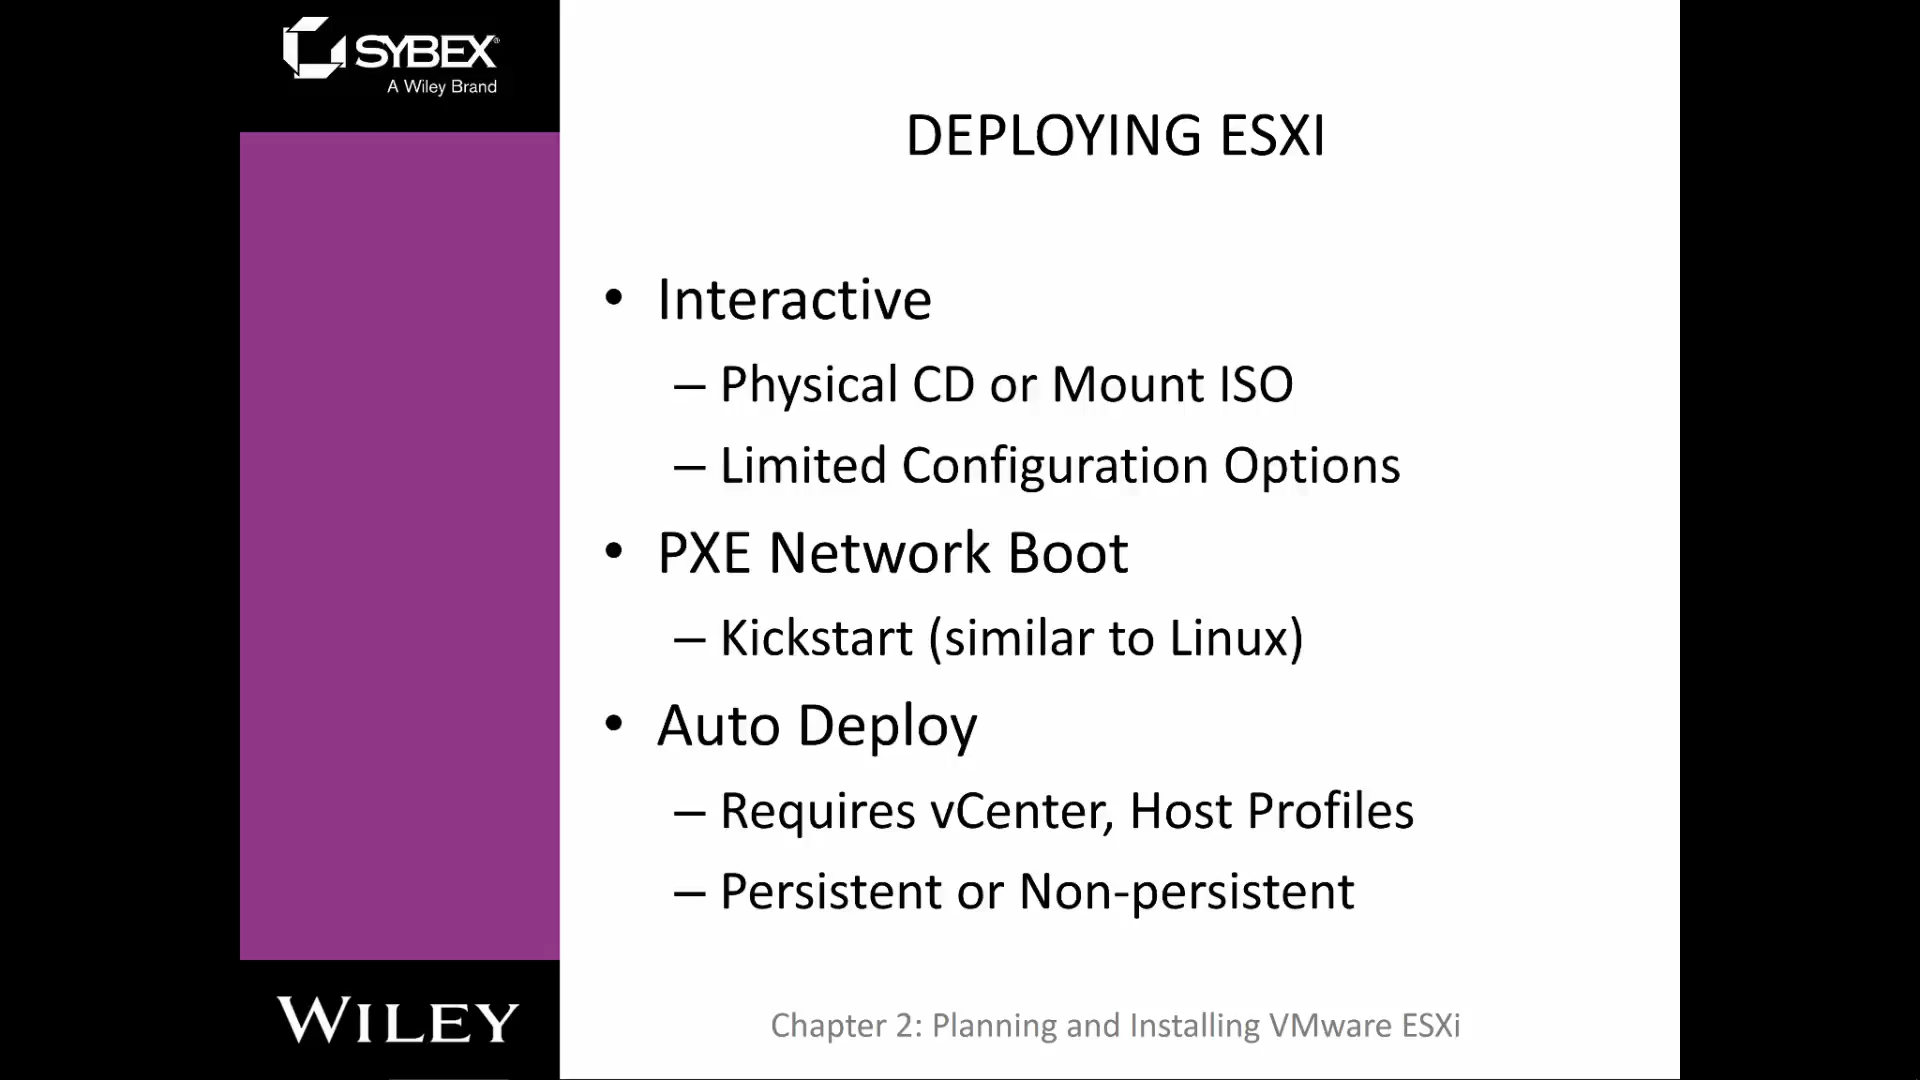 SYBEX®
A Wiley Brand
DEPLOYING ESXI
• Interactive
– Physical CD or Mount ISO
– Limited Configuration Options
• PXE Network Boot
– Kickstart (similar to Linux)
• Auto Deploy
– Requires vCenter, Host Profiles
– Persistent or Non-persistent
WILEY
Chapter 2: Planning and Installing VMware ESXi